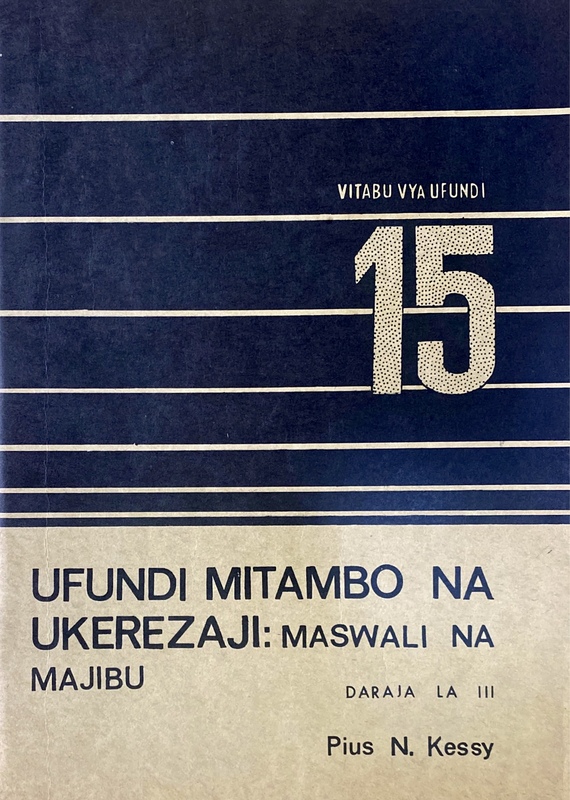 VITABU VYA UFUNDI
15
UFUNDI MITAMBO NA
UKEREZAJI: MASWALI NA
MAJIBU
DARAJA LA III
Pius N. Kessy